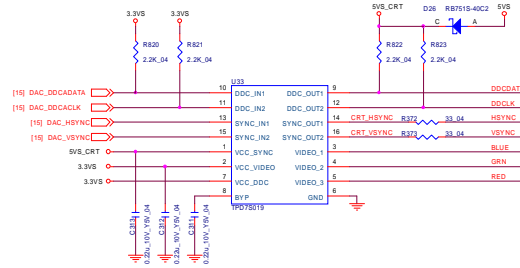 3.3VS 3.3VS 5VS_CRT D26 RB751S-40C2 5VS
C A
R820 R821 R822 R823
2.2K_04 2.2K_04 2.2K_04 2.2K_04
U33
[15] DAC_DDCADATA 10 DDC_IN1 DDC_OUT1 9 DDCDAT
[15] DAC_DDCACLK 11 DDC_IN2 DDC_OUT2 12 DDCLK
[15] DAC_HSYNC 13 SYNC_IN1 SYNC_OUT1 14 CRT_HSYNC R372 33_04 HSYNC
[15] DAC_VSYNC 15 SYNC_IN2 SYNC_OUT2 16 CRT_VSYNC R373 33_04 VSYNC
5VS_CRT 1 VCC_SYNC VIDEO_1 3 BLUE
3.3VS 2 VCC_VIDEO VIDEO_2 4 GRN
3.3VS 7 VCC_DDC VIDEO_3 5 RED
8 BYP GND 6
TPD7S019
C313 0.22u_10V_Y5V_04
C312 0.22u_10V_Y5V_04
C311 0.22u_10V_Y5V_04